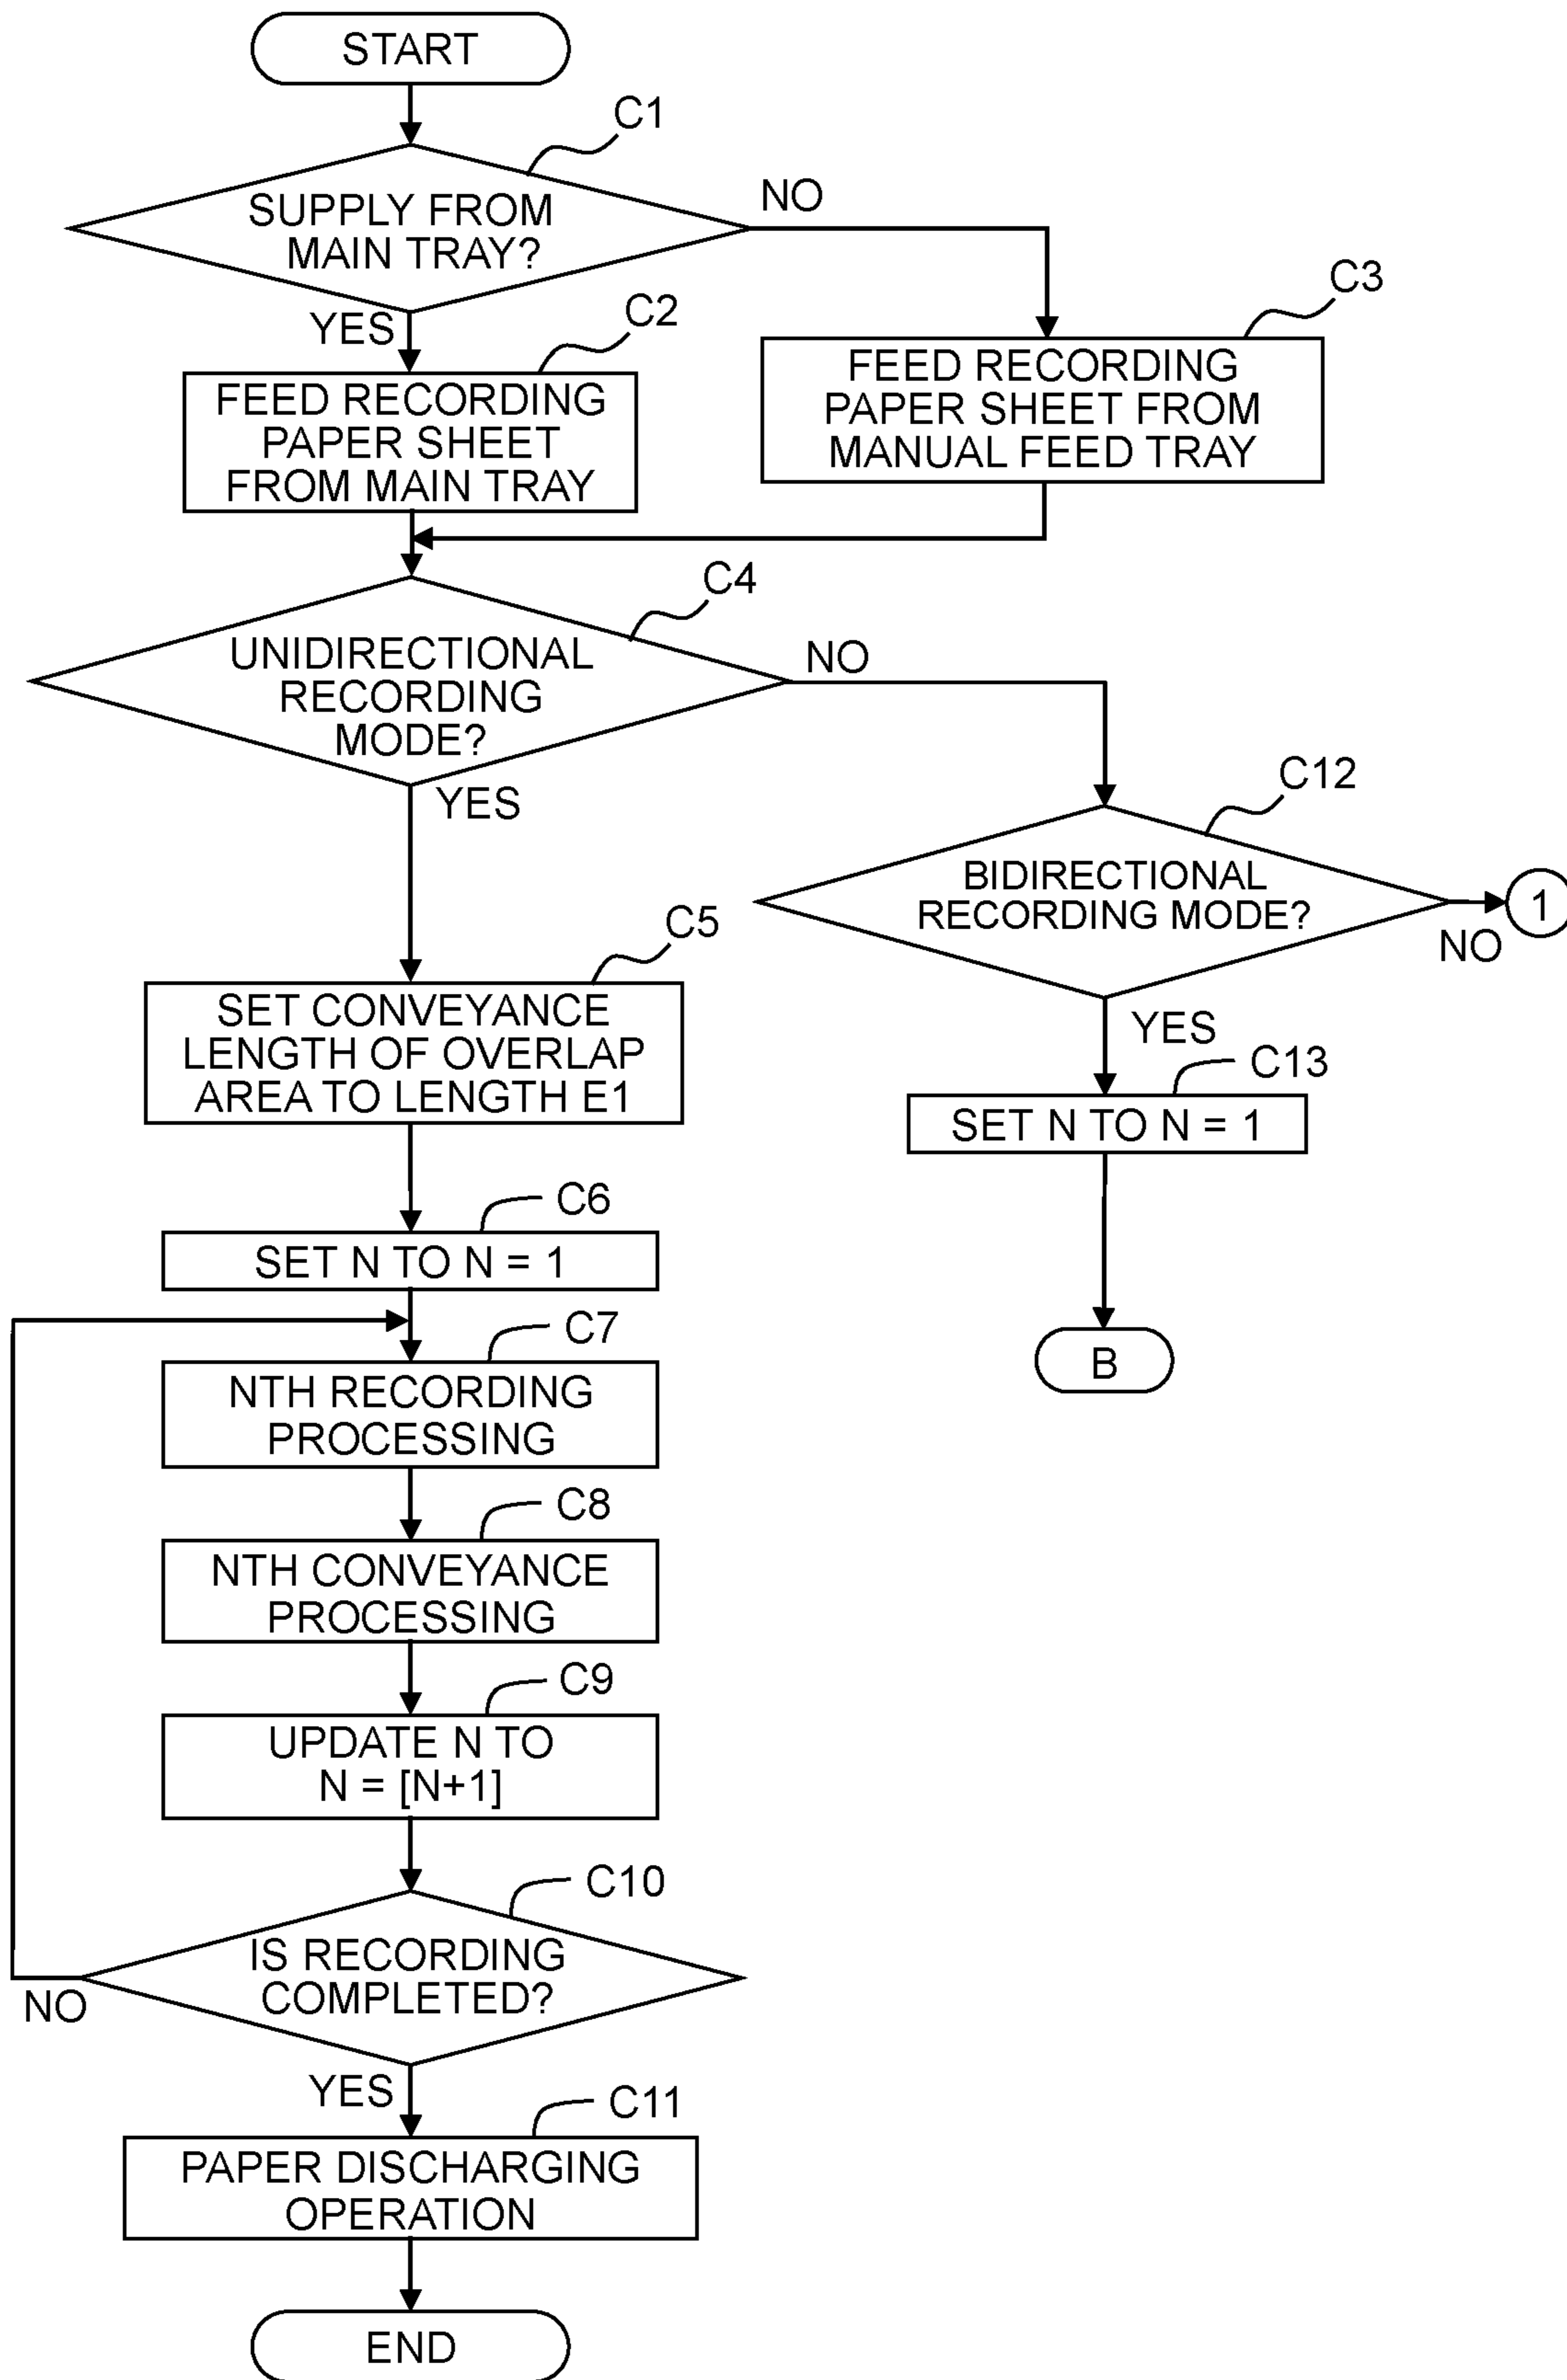 START
C1
SUPPLY FROM
MAIN TRAY?
NO
YES
C2
FEED RECORDING
PAPER SHEET
FROM MAIN TRAY
C3
FEED RECORDING
PAPER SHEET FROM
MANUAL FEED TRAY
C4
UNIDIRECTIONAL
RECORDING
MODE?
NO
YES
C12
BIDIRECTIONAL
RECORDING MODE?
1
NO
YES
C13
SET N TO N = 1
B
C5
SET CONVEYANCE
LENGTH OF OVERLAP
AREA TO LENGTH E1
C6
SET N TO N = 1
C7
NTH RECORDING
PROCESSING
C8
NTH CONVEYANCE
PROCESSING
C9
UPDATE N TO
N = [N+1]
C10
IS RECORDING
COMPLETED?
NO
YES
C11
PAPER DISCHARGING
OPERATION
END